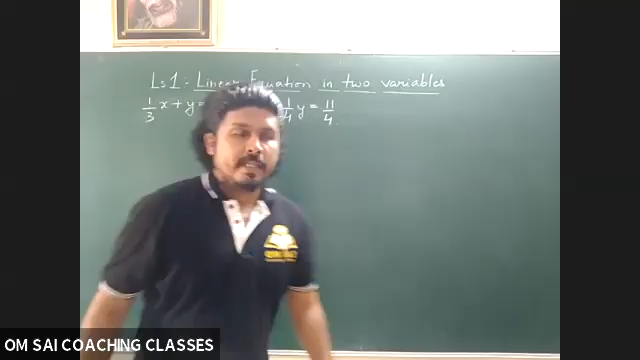 Ls 1 : Linear Equation in two variables
1/3 x + y = 1/4 y = 11/4
OM SAI COACHING CLASSES